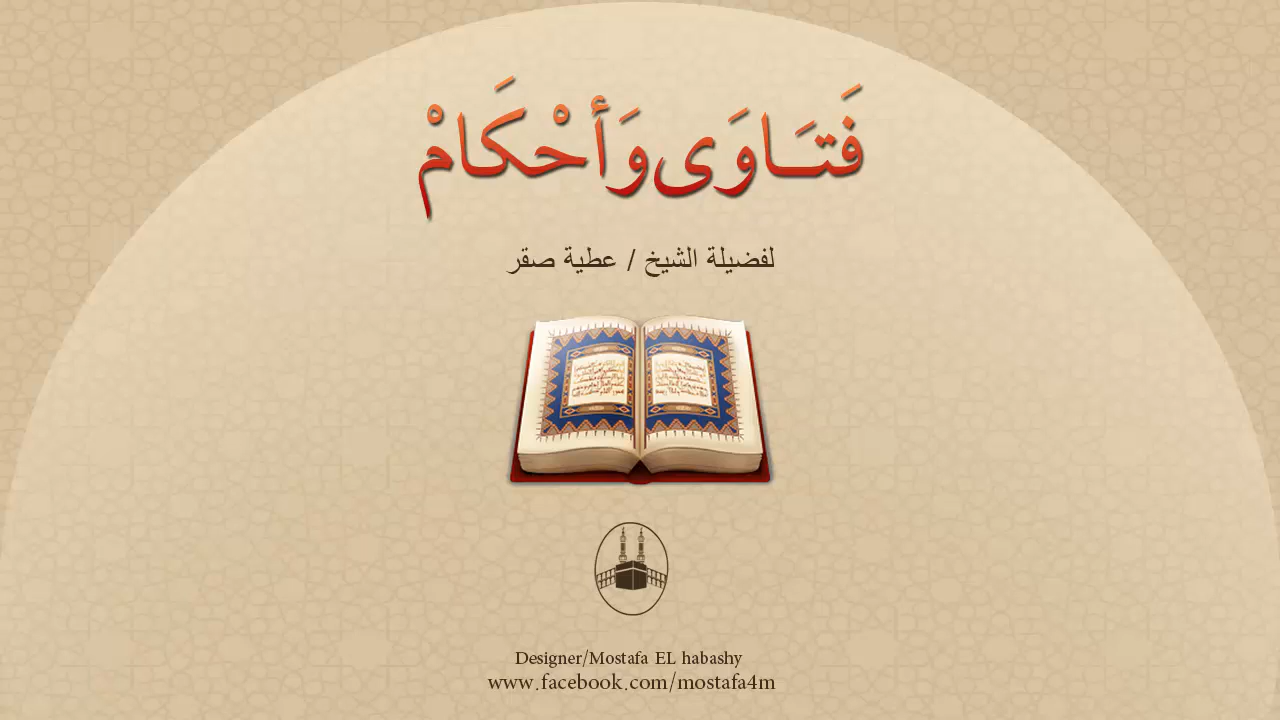 فَتَاوَى وَأَحْكَامْ
لفضيلة الشيخ / عطية صقر
Designer/Mostafa EL habashy
www.facebook.com/mostafa4m